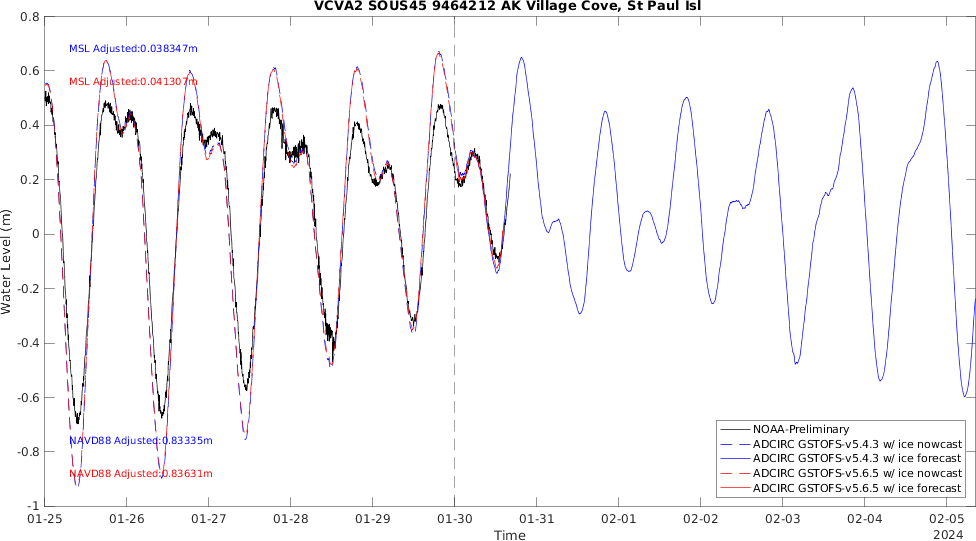 VCVA2 SOUS45 9464212 AK Village Cove, St Paul Isl
MSL Adjusted:0.038347m
MSL Adjusted:0.041307m
NAVD88 Adjusted:0.83335m
NAVD88 Adjusted:0.83631m
Water Level (m)
0.8
0.6
0.4
0.2
0
-0.2
-0.4
-0.6
-0.8
-1
NOAA-Preliminary
ADCIRC GSTOFS-v5.4.3 w/ ice nowcast
ADCIRC GSTOFS-v5.4.3 w/ ice forecast
ADCIRC GSTOFS-v5.6.5 w/ ice nowcast
ADCIRC GSTOFS-v5.6.5 w/ ice forecast
01-25 01-26 01-27 01-28 01-29 01-30 01-31 02-01 02-02 02-03 02-04 02-05
Time
2024